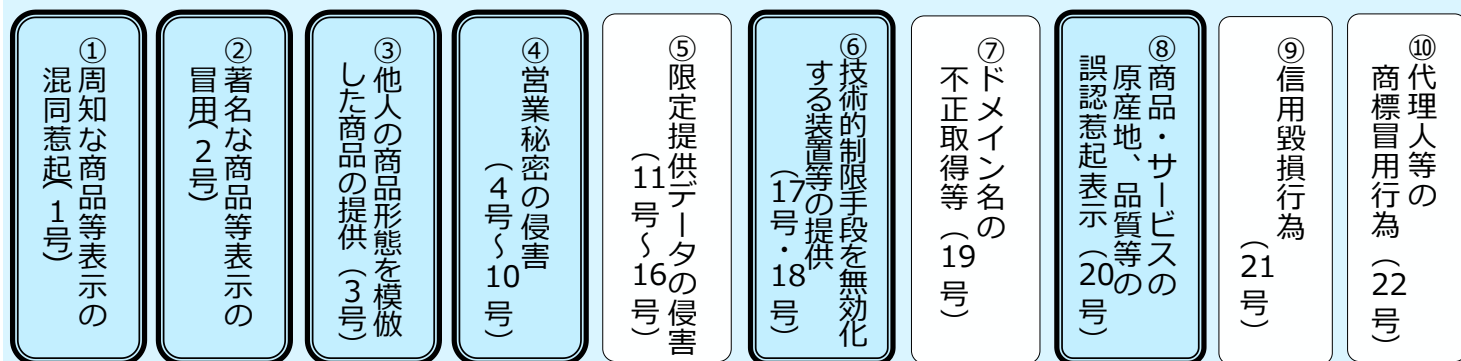 ①周知な商品等表示の
混同惹起(1号)
②著名な商品等表示の
冒用(2号)
③他人の商品形態を模倣
した商品の提供（3号）
④営業秘密の侵害
（4号～10号）
⑤限定提供データの侵害
（11号～16号）
⑥技術的制限手段を無効化
する装置等の提供
（17号・18号）
⑦ドメイン名の
不正取得等（19号）
⑧商品・サービスの
原産地、品質等の
誤認惹起表示（20号）
⑨信用毀損行為
（21号）
⑩代理人等の
商標冒用行為（22号）